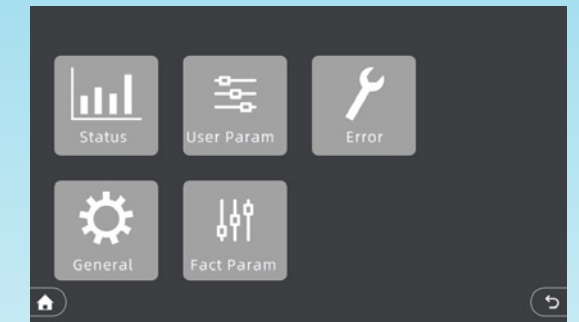 Status
User Param
Error
General
Fact Param